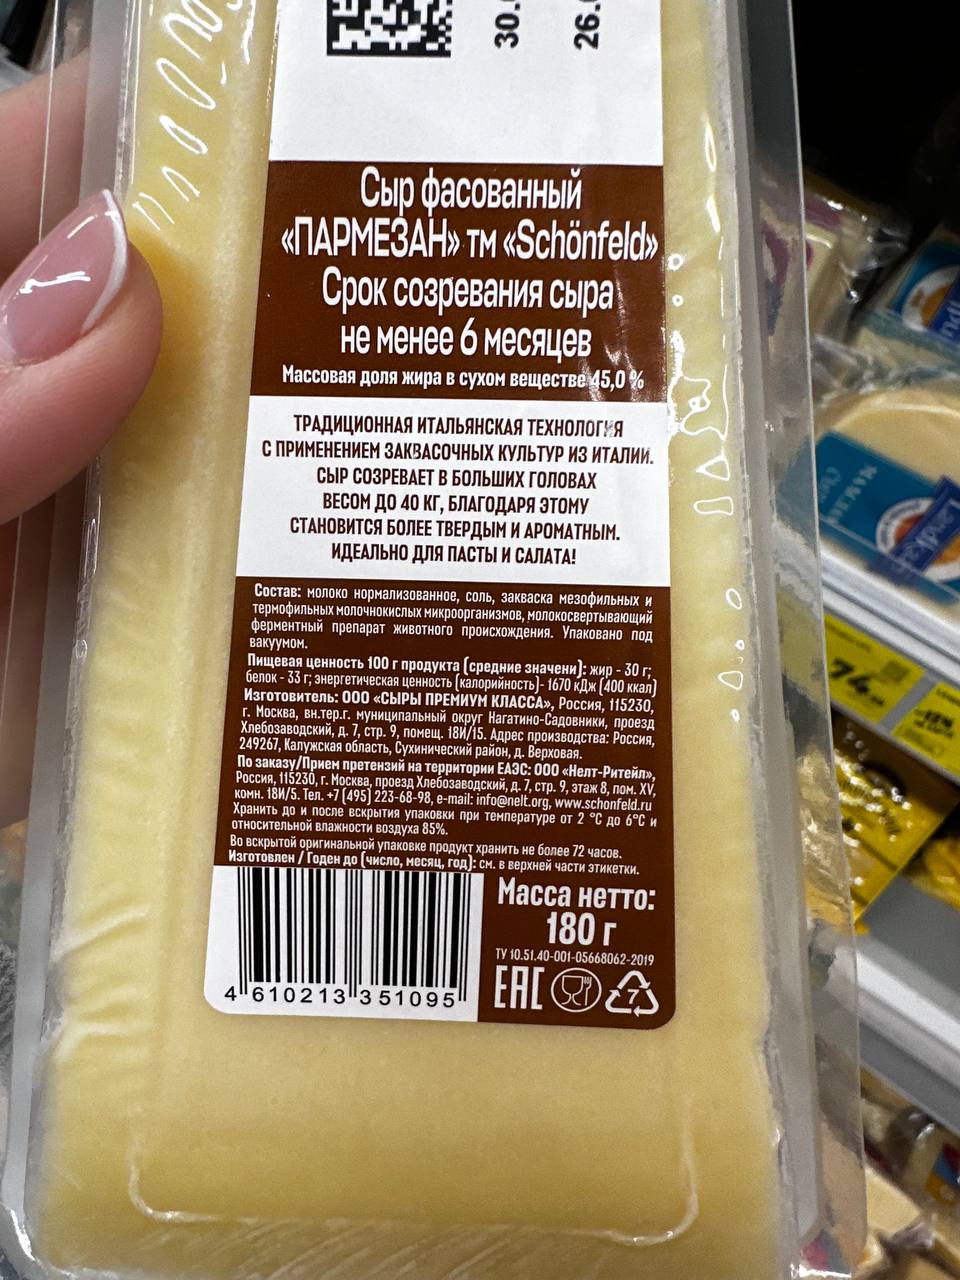 30.0
26.0
Сыр фасованный
«ПАРМЕЗАН» тм «Schönfeld»
Срок созревания сыра
не менее 6 месяцев
Массовая доля жира в сухом веществе 45,0 %
ТРАДИЦИОННАЯ ИТАЛЬЯНСКАЯ ТЕХНОЛОГИЯ
С ПРИМЕНЕНИЕМ ЗАКВАСОЧНЫХ КУЛЬТУР ИЗ ИТАЛИИ.
СЫР СОЗРЕВАЕТ В БОЛЬШИХ ГОЛОВАХ
ВЕСОМ ДО 40 КГ, БЛАГОДАРЯ ЭТОМУ
СТАНОВИТСЯ БОЛЕЕ ТВЕРДЫМ И АРОМАТНЫМ.
ИДЕАЛЬНО ДЛЯ ПАСТЫ И САЛАТА!
Состав: молоко нормализованное, соль, закваска мезофильных и
термофильных молочнокислых микроорганизмов, молокосвертывающий
ферментный препарат животного происхождения. Упаковано под
вакуумом.
Пищевая ценность 100 г продукта (средние значени): жир - 30 г;
белок - 33 г; энергетическая ценность (калорийность)- 1670 кДж (400 ккал)
Изготовитель: ООО «СЫРЫ ПРЕМИУМ КЛАССА», Россия, 115230,
г. Москва, вн.тер.г. муниципальный округ Нагатино-Садовники, проезд
Хлебозаводский, д. 7, стр. 9, помещ. 18И/15. Адрес производства: Россия,
249267, Калужская область, Сухинический район, д. Верховая.
По заказу/Прием претензий на территории ЕАЭС: ООО «Нелт-Ритейл»,
Россия, 115230, г. Москва, проезд Хлебозаводский, д. 7, стр. 9, этаж 8, пом. XV,
комн. 18И/5. Тел. +7 (495) 223-68-98, e-mail: info@nelt.org, www.schonfeld.ru
Хранить до и после вскрытия упаковки при температуре от 2 °С до 6°С и
относительной влажности воздуха 85%.
Во вскрытой оригинальной упаковке продукт хранить не более 72 часов.
Изготовлен / Годен до (число, месяц, год): см. в верхней части этикетки.
4 610213 351095
Масса нетто:
180 г
ТУ 10.51.40-001-05668062-2019
EAC
7
74